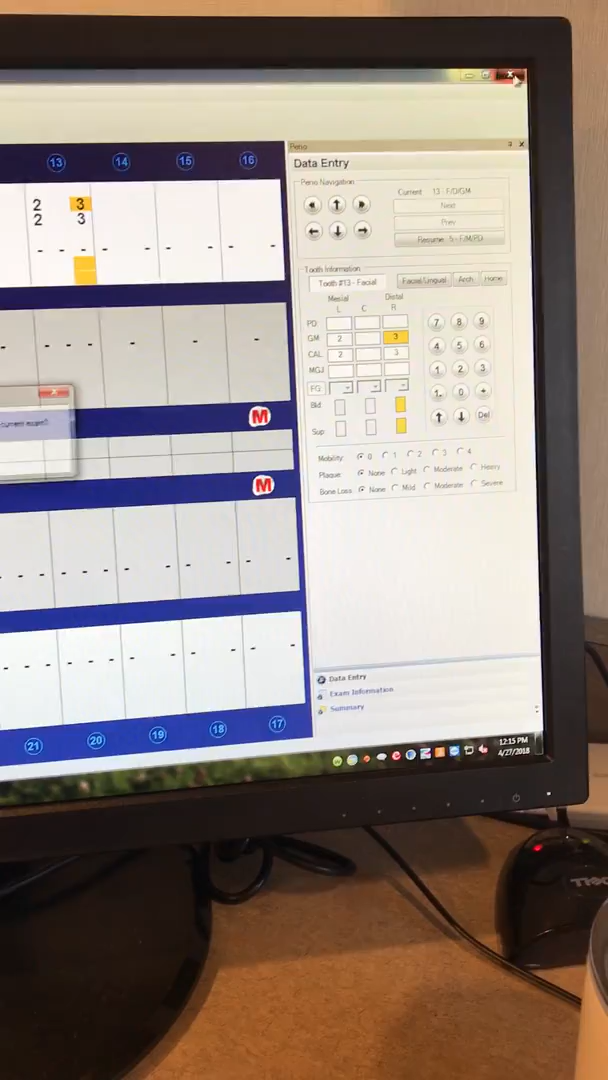 Perio
Data Entry
13
14
15
16
Perio Navigation
Current 13 - F/D/GM
Next
Prev
Resume 5 - F/M/PD
2 3
2 3
Tooth Information
Tooth #13 - Facial
Facial/Lingual Arch Home
Mesial Distal
L C R
PD
GM 2 3
CAL 2 3
MGJ
FG
Bld
Sup
7 8 9
4 5 6
1 2 3
0 +
Del
current exam?
M
M
Mobility: 0 1 2 3 4
Plaque: None Light Moderate Heavy
Bone Loss: None Mild Moderate Severe
Data Entry
Exam Information
Summary
21
20
19
18
17
12:15 PM
4/27/2018